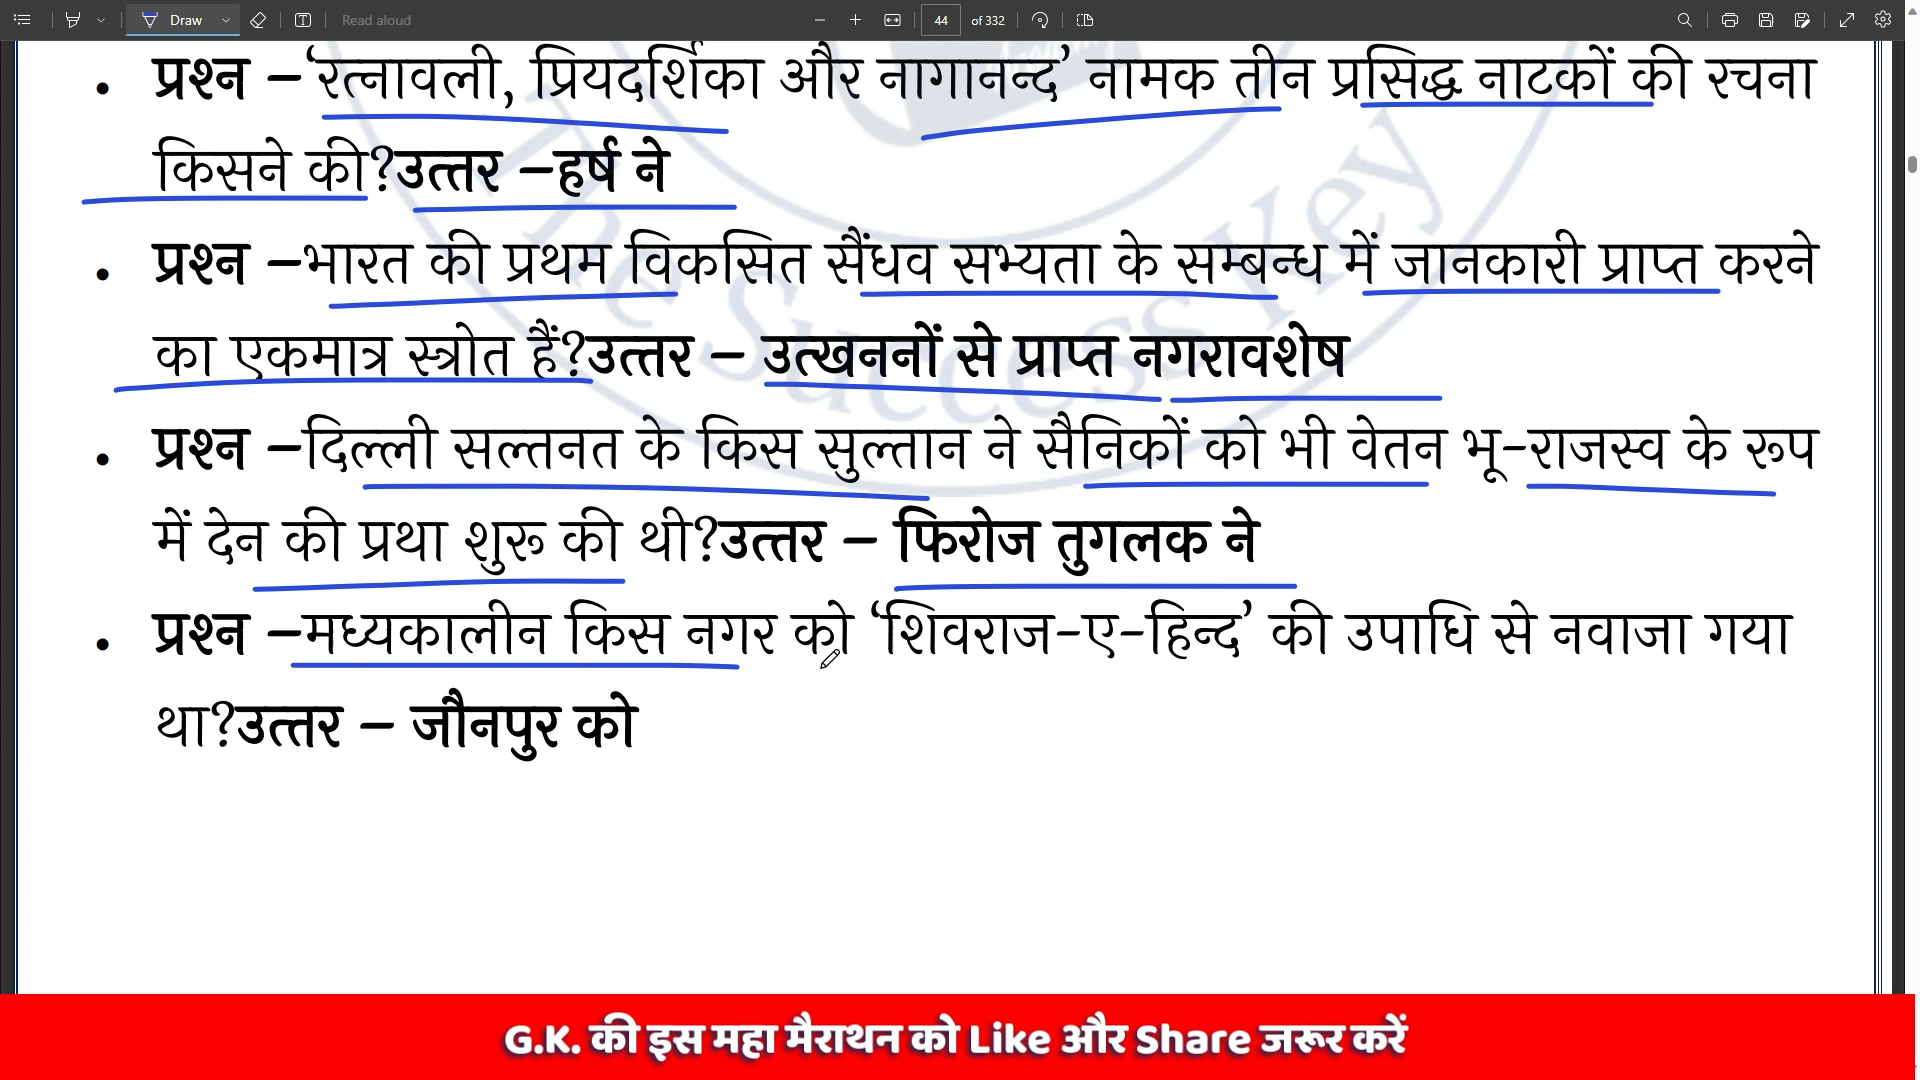 Draw
Read aloud
44 of 332
• प्रश्न –‘रत्नावली, प्रियदर्शिका और नागानन्द’ नामक तीन प्रसिद्ध नाटकों की रचना
किसने की?उत्तर –हर्ष ने
• प्रश्न –भारत की प्रथम विकसित सैंधव सभ्यता के सम्बन्ध में जानकारी प्राप्त करने
का एकमात्र स्त्रोत हैं?उत्तर – उत्खननों से प्राप्त नगरावशेष
• प्रश्न –दिल्ली सल्तनत के किस सुल्तान ने सैनिकों को भी वेतन भू-राजस्व के रूप
में देन की प्रथा शुरू की थी?उत्तर – फिरोज तुगलक ने
• प्रश्न –मध्यकालीन किस नगर को ‘शिवराज-ए-हिन्द’ की उपाधि से नवाजा गया
था?उत्तर – जौनपुर को
The Success Key
G.K. की इस महा मैराथन को Like और Share जरूर करें